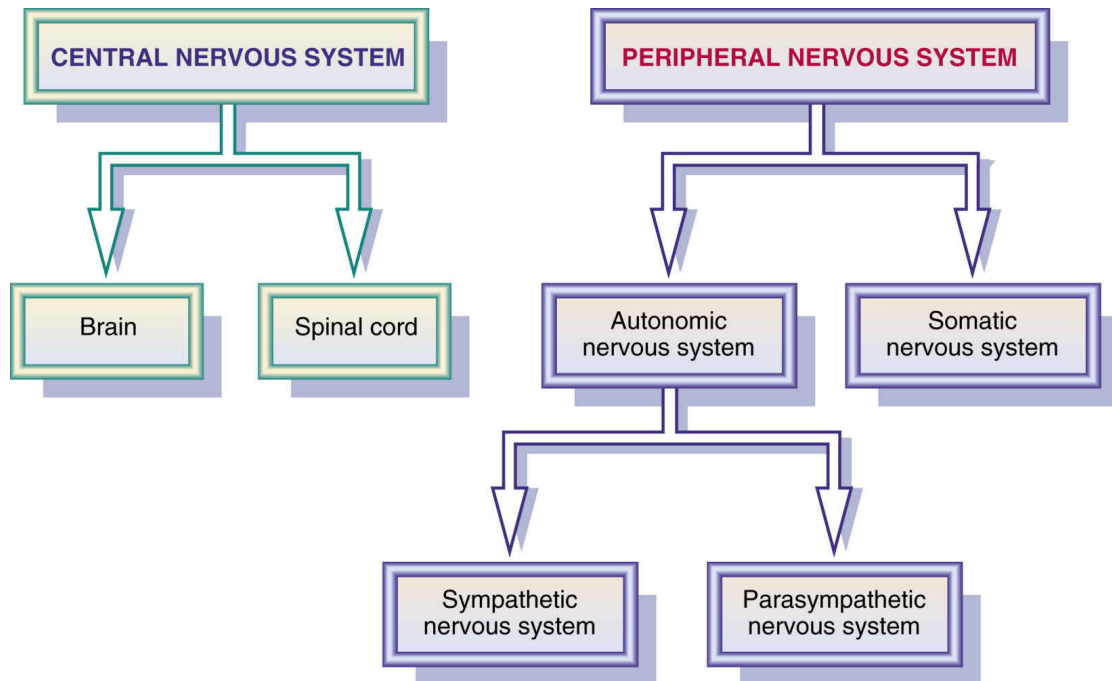 CENTRAL NERVOUS SYSTEM
PERIPHERAL NERVOUS SYSTEM
Brain
Spinal cord
Autonomic
nervous system
Somatic
nervous system
Sympathetic
nervous system
Parasympathetic
nervous system